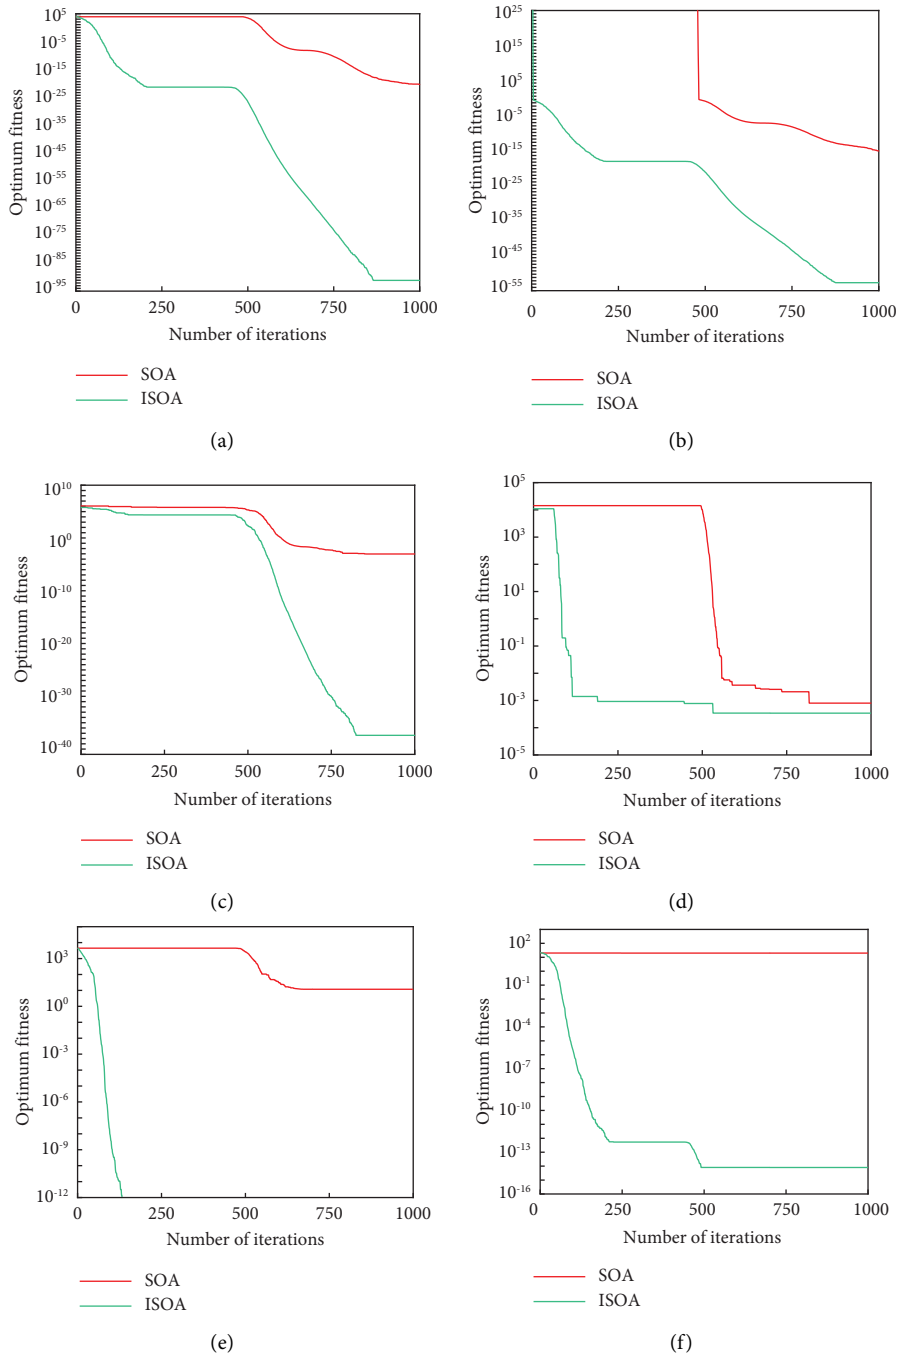 Optimum fitness
10^5
10^-5
10^-15
10^-25
10^-35
10^-45
10^-55
10^-65
10^-75
10^-85
10^-95
0 250 500 750 1000
Number of iterations
SOA
ISOA
(a)
Optimum fitness
10^25
10^15
10^5
10^-5
10^-15
10^-25
10^-35
10^-45
10^-55
0 250 500 750 1000
Number of iterations
SOA
ISOA
(b)
Optimum fitness
10^10
10^0
10^-10
10^-20
10^-30
10^-40
0 250 500 750 1000
Number of iterations
SOA
ISOA
(c)
Optimum fitness
10^5
10^3
10^1
10^-1
10^-3
10^-5
0 250 500 750 1000
Number of iterations
SOA
ISOA
(d)
Optimum fitness
10^3
10^0
10^-3
10^-6
10^-9
10^-12
0 250 500 750 1000
Number of iterations
SOA
ISOA
(e)
Optimum fitness
10^2
10^-1
10^-4
10^-7
10^-10
10^-13
10^-16
0 250 500 750 1000
Number of iterations
SOA
ISOA
(f)